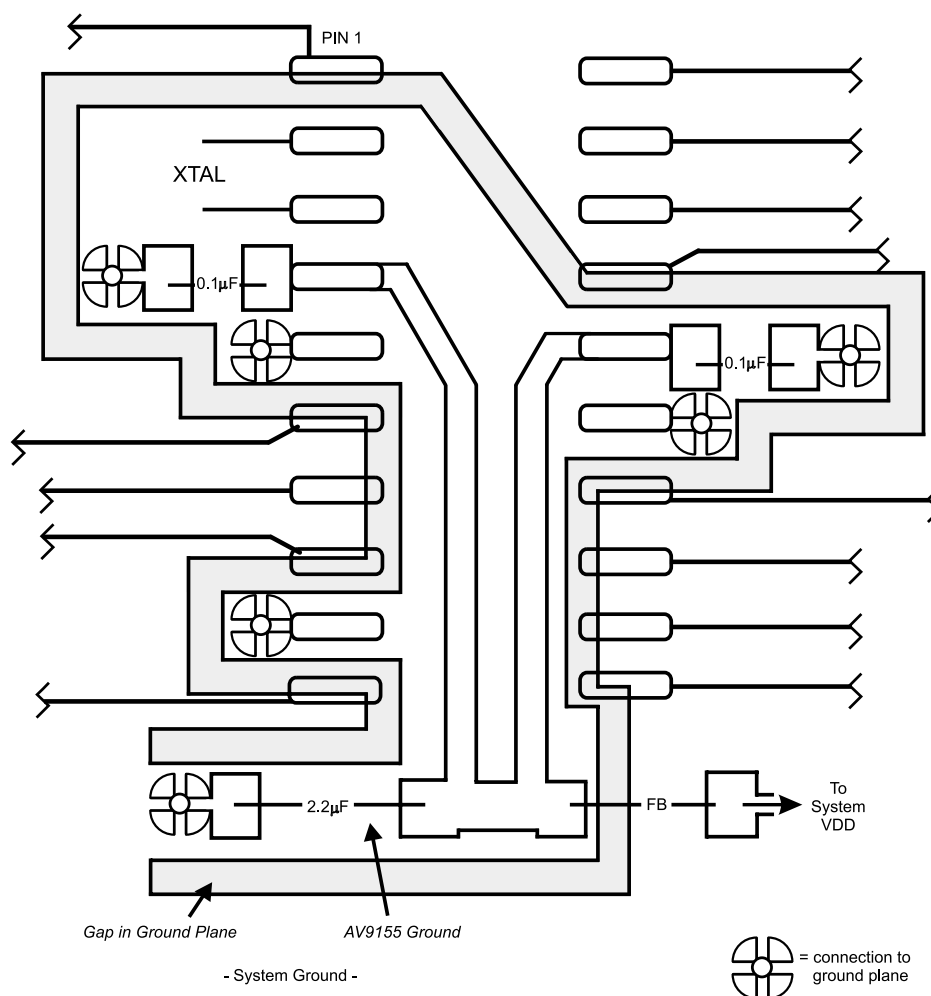 PIN 1
XTAL
0.1µF
0.1µF
2.2µF
FB
To
System
VDD
Gap in Ground Plane
AV9155 Ground
- System Ground -
= connection to
ground plane